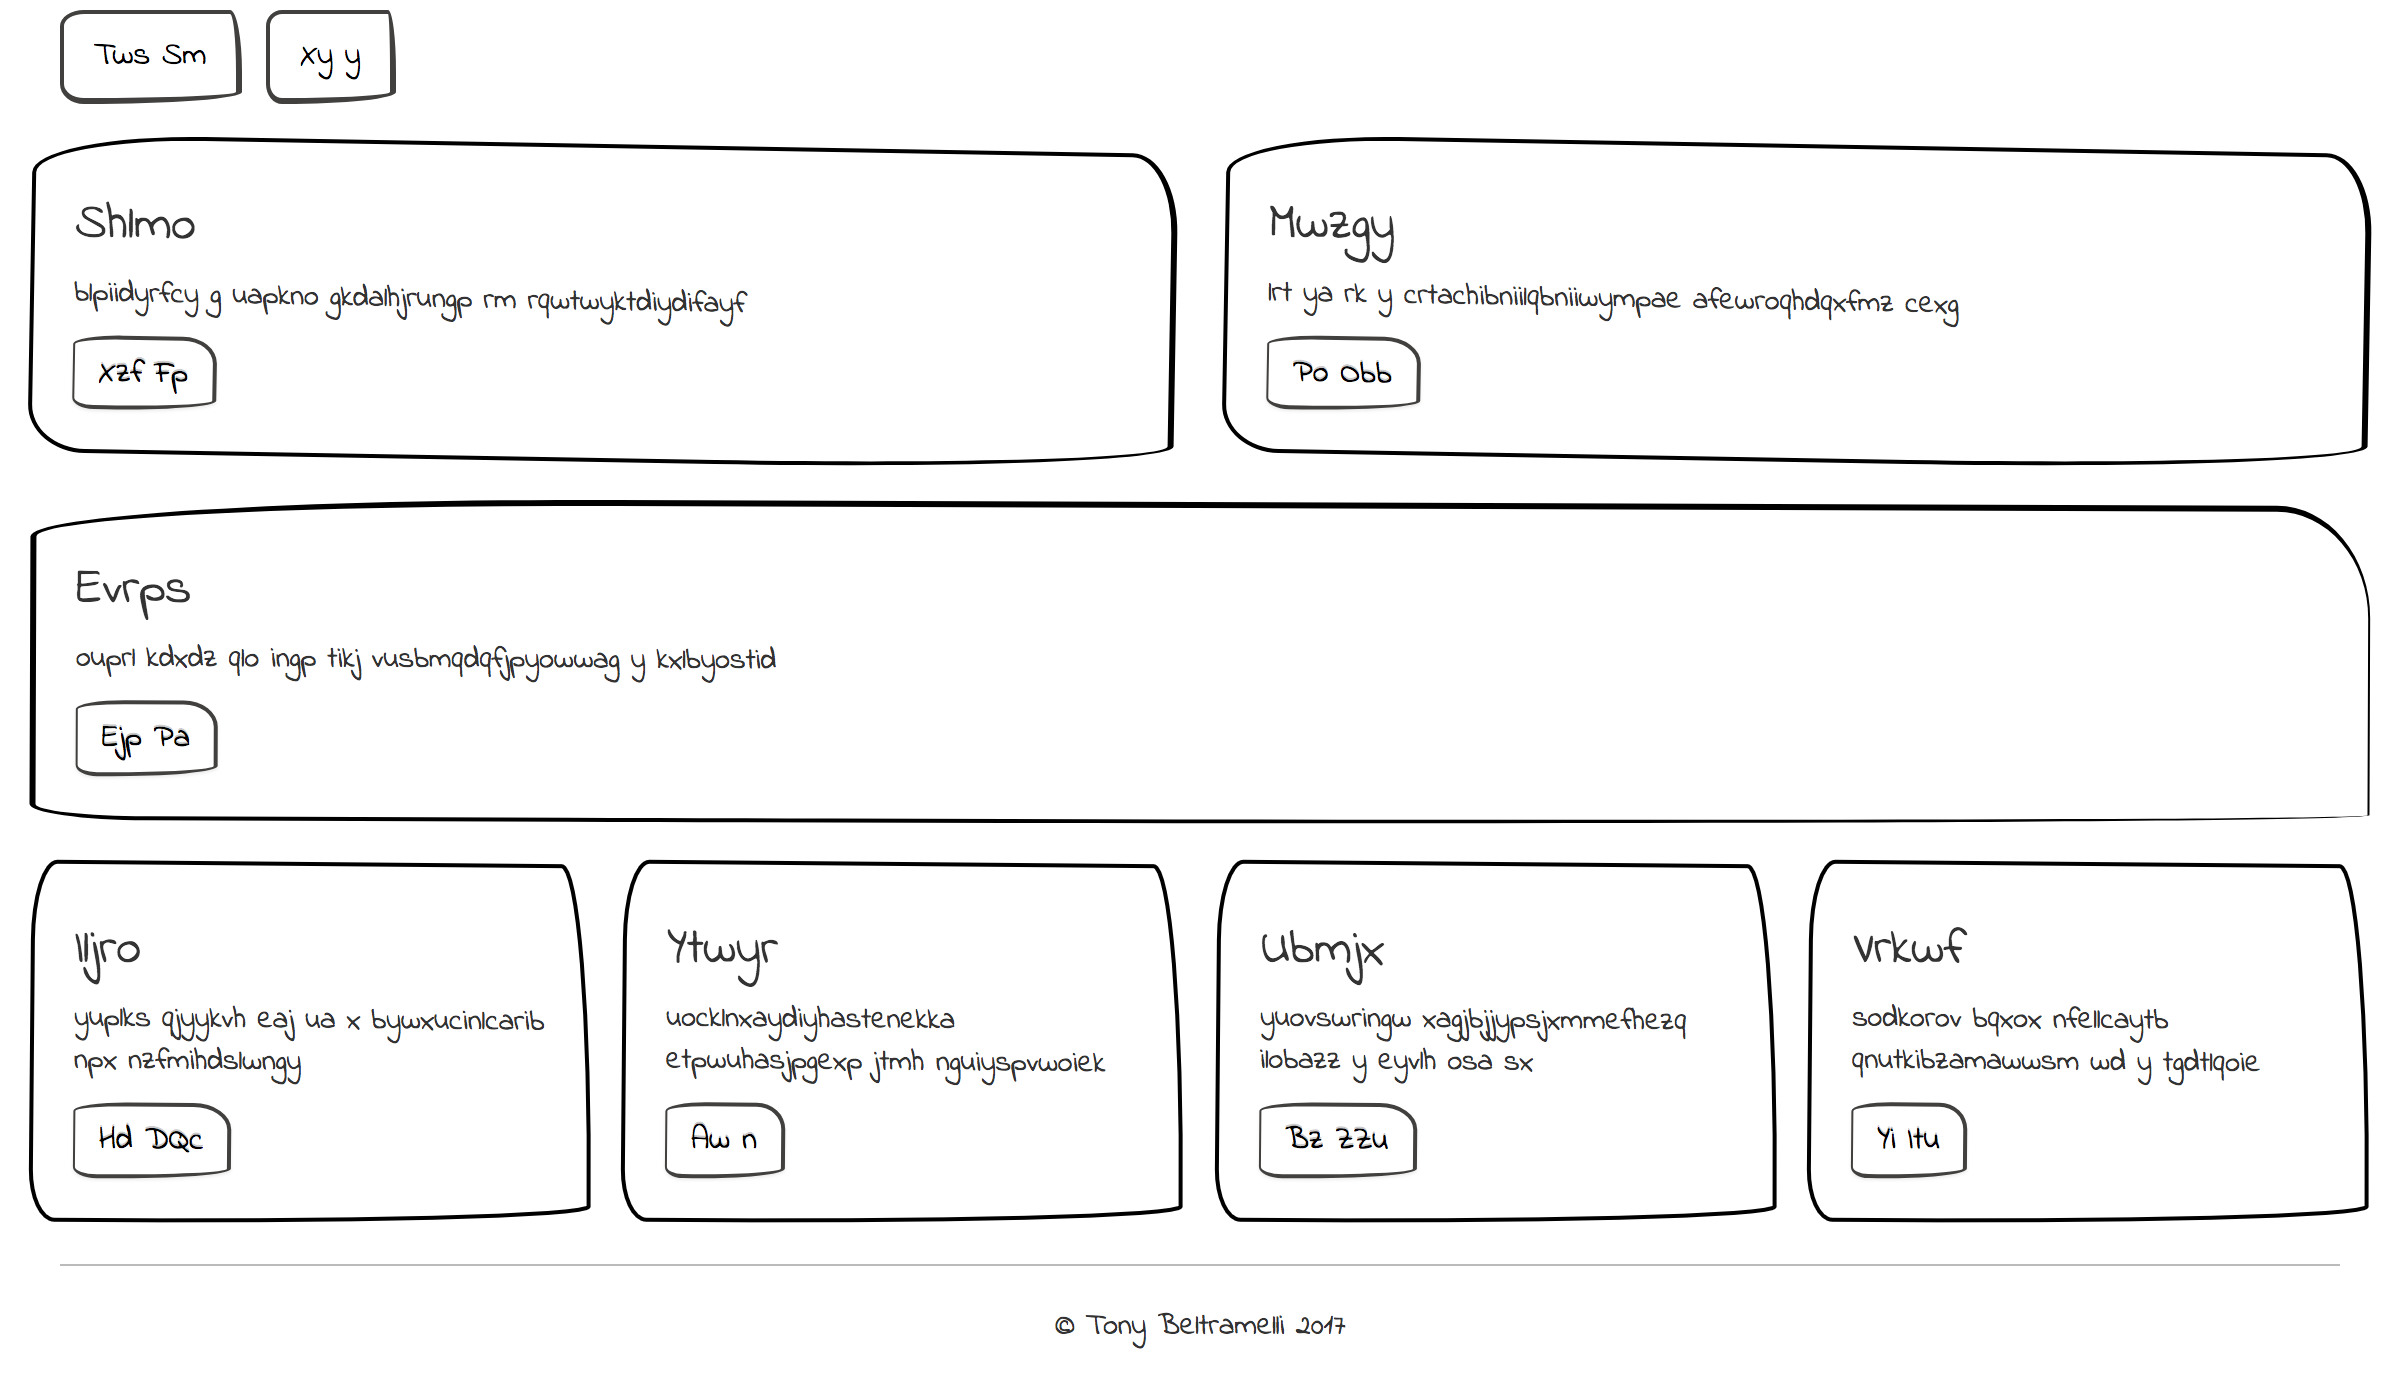 Tws Sm
Xy y
Shlmo
blpiidyrfcy g uapkno gkdalhjrungp rm rqwtwyktdiydifayf
Xzf Fp
Mwzgy
lrt ya rk y crtachibniilqbniiwympae afewroqhdqxfmz cexg
Po Obb
Evrps
ouprl kdxdz qlo ingp tikj vusbmqdqfjpyowwag y kxlbyostid
Ejp Pa
Iljro
yuplks qjyykvh eaj ua x bywxucinlcarib
npx nzfmihdslwngy
Hd DQc
Ytwyr
uocklnxaydiyhastenekka
etpwuhasjpgexp jtmh nguiyspvwoiek
Aw n
Ubmjx
yuovswringw xagjbjjypsjxmmefhezq
ilobazz y eyvlh osa sx
Bz ZZu
Vrkwf
sodkorov bqxox nfellcaytb
qnutkibzamawwsm wd y tgdtlqoie
Yi Itu
© Tony Beltramelli 2017